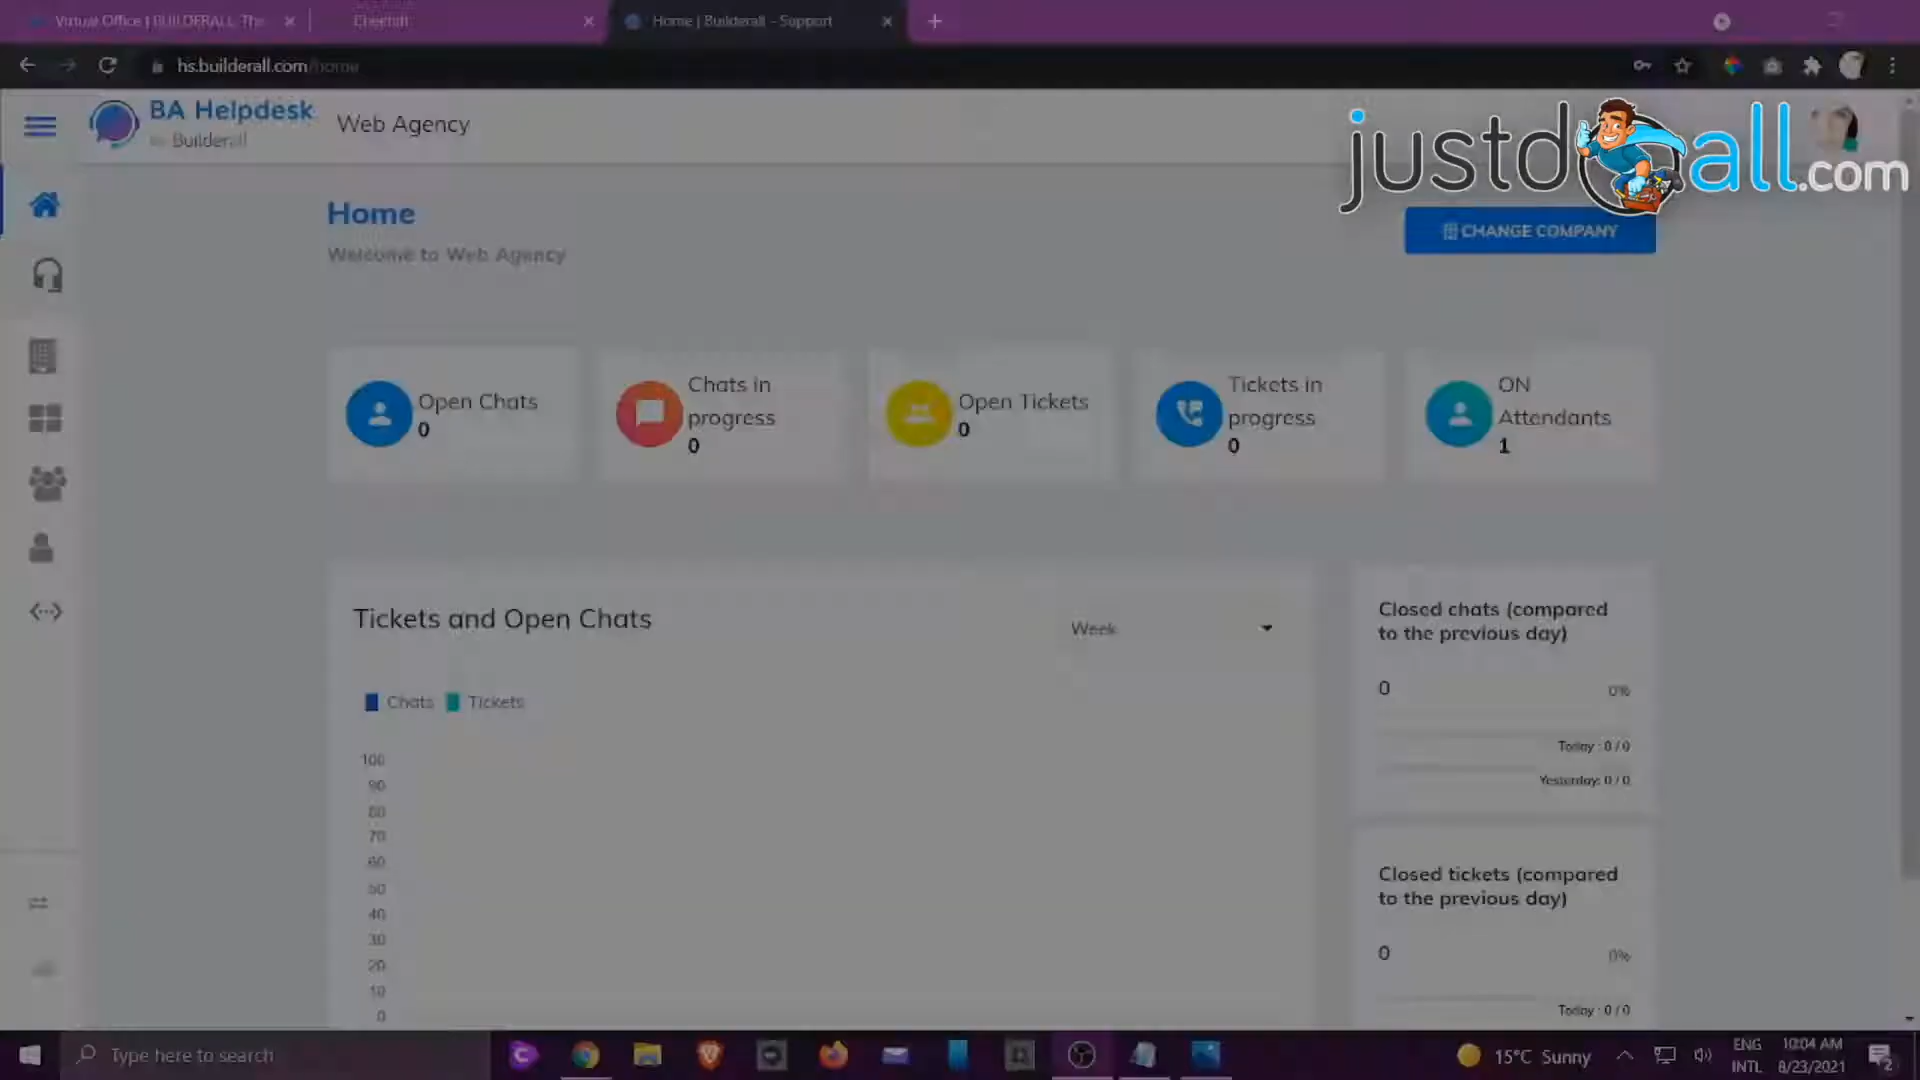 Virtual Office | BUILDERALL The
Cheetah
Home | Builderall - Support
hs.builderall.com/home
BA Helpdesk
by Builderall
Web Agency
justdoall.com
Home
Welcome to Web Agency
CHANGE COMPANY
Open Chats
0
Chats in progress
0
Open Tickets
0
Tickets in progress
0
ON Attendants
1
Tickets and Open Chats
Week
Chats
Tickets
100
90
80
70
60
50
40
30
20
10
0
Closed chats (compared
to the previous day)
0
0%
Today : 0 / 0
Yesterday: 0 / 0
Closed tickets (compared
to the previous day)
0
0%
Today : 0 / 0
Type here to search
15°C Sunny
ENG
INTL
10:04 AM
8/23/2021
2